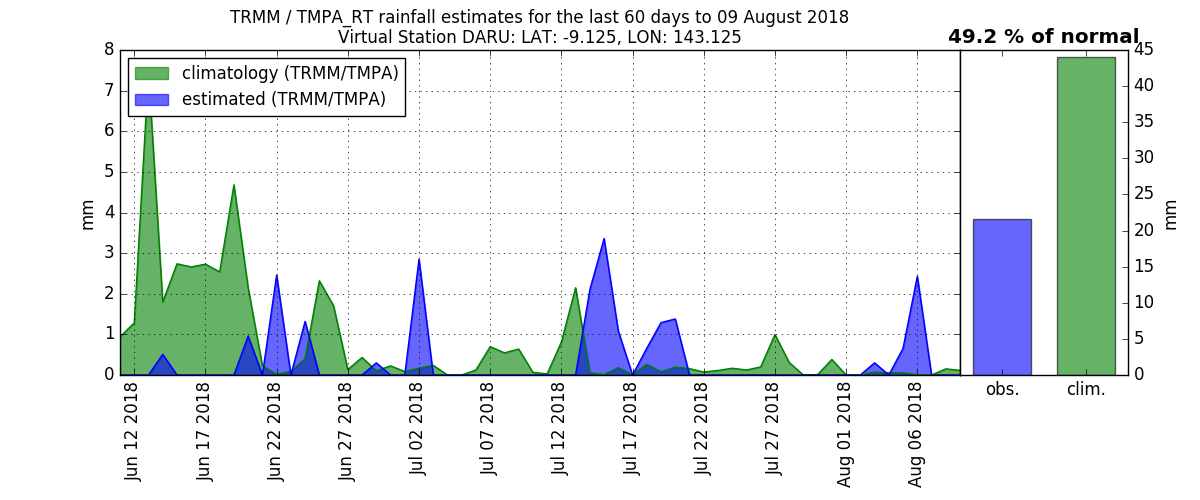 TRMM / TMPA_RT rainfall estimates for the last 60 days to 09 August 2018
Virtual Station DARU: LAT: -9.125, LON: 143.125
49.2 % of normal
climatology (TRMM/TMPA)
estimated (TRMM/TMPA)
mm
8
7
6
5
4
3
2
1
0
Jun 12 2018
Jun 17 2018
Jun 22 2018
Jun 27 2018
Jul 02 2018
Jul 07 2018
Jul 12 2018
Jul 17 2018
Jul 22 2018
Jul 27 2018
Aug 01 2018
Aug 06 2018
obs.
clim.
45
40
35
30
25
20
15
10
5
0
mm